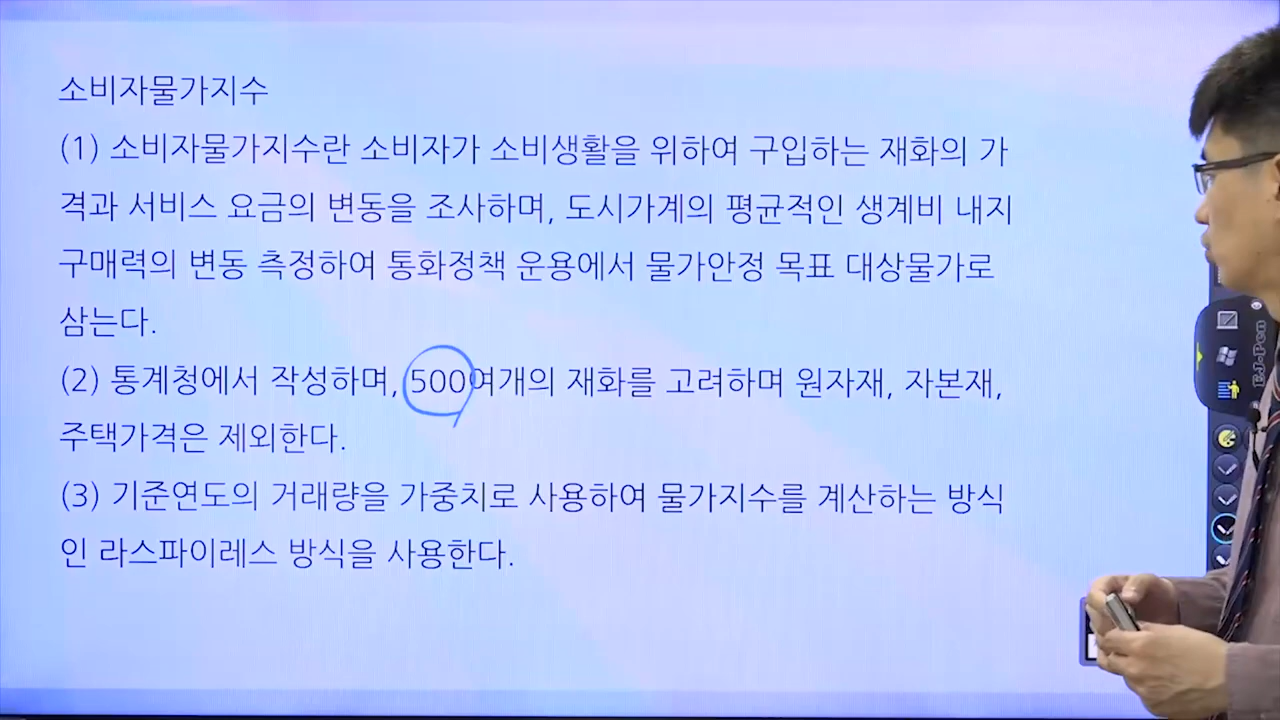 소비자물가지수
(1) 소비자물가지수란 소비자가 소비생활을 위하여 구입하는 재화의 가
격과 서비스 요금의 변동을 조사하며, 도시가계의 평균적인 생계비 내지
구매력의 변동 측정하여 통화정책 운용에서 물가안정 목표 대상물가로
삼는다.
(2) 통계청에서 작성하며, 500여개의 재화를 고려하며 원자재, 자본재,
주택가격은 제외한다.
(3) 기준연도의 거래량을 가중치로 사용하여 물가지수를 계산하는 방식
인 라스파이레스 방식을 사용한다.